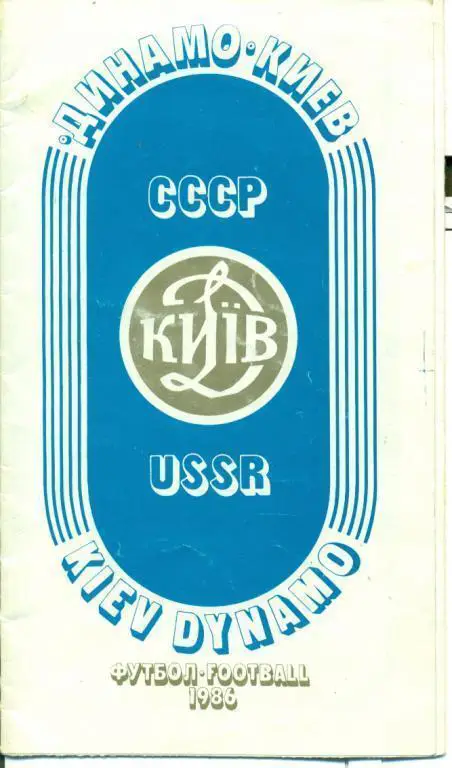 ·ДИНАМО·КИЕВ
СССР
Д
КИЇВ
USSR
KIEV DYNAMO
ФУТБОЛ·FOOTBALL
1986